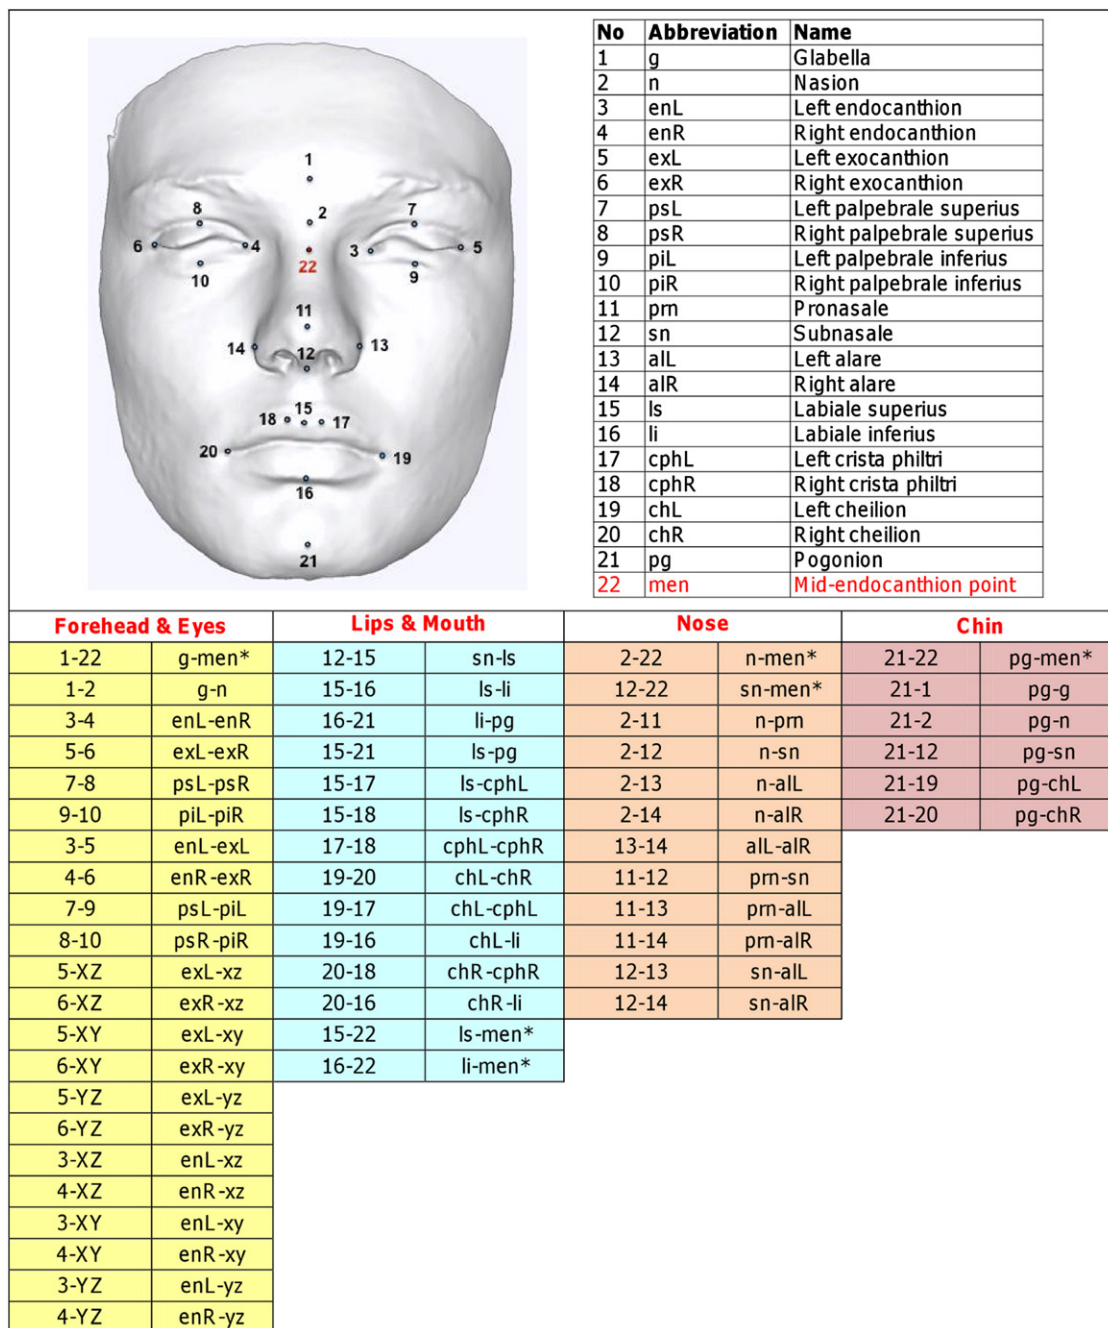 No Abbreviation Name
1 g Glabella
2 n Nasion
3 enL Left endocanthion
4 enR Right endocanthion
5 exL Left exocanthion
6 exR Right exocanthion
7 psL Left palpebrale superius
8 psR Right palpebrale superius
9 piL Left palpebrale inferius
10 piR Right palpebrale inferius
11 prn Pronasale
12 sn Subnasale
13 alL Left alare
14 alR Right alare
15 ls Labiale superius
16 li Labiale inferius
17 cphL Left crista philtri
18 cphR Right crista philtri
19 chL Left cheilion
20 chR Right cheilion
21 pg Pogonion
22 men Mid-endocanthion point
1
8 2 7
6 4 3 5
22
10 9
11
14 12 13
18 15 17
20 19
16
21
Forehead & Eyes Lips & Mouth Nose Chin
1-22 g-men* 12-15 sn-ls 2-22 n-men* 21-22 pg-men*
1-2 g-n 15-16 ls-li 12-22 sn-men* 21-1 pg-g
3-4 enL-enR 16-21 li-pg 2-11 n-prn 21-2 pg-n
5-6 exL-exR 15-21 ls-pg 2-12 n-sn 21-12 pg-sn
7-8 psL-psR 15-17 ls-cphL 2-13 n-alL 21-19 pg-chL
9-10 piL-piR 15-18 ls-cphR 2-14 n-alR 21-20 pg-chR
3-5 enL-exL 17-18 cphL-cphR 13-14 alL-alR
4-6 enR-exR 19-20 chL-chR 11-12 prn-sn
7-9 psL-piL 19-17 chL-cphL 11-13 prn-alL
8-10 psR-piR 19-16 chL-li 11-14 prn-alR
5-XZ exL-xz 20-18 chR-cphR 12-13 sn-alL
6-XZ exR-xz 20-16 chR-li 12-14 sn-alR
5-XY exL-xy 15-22 ls-men*
6-XY exR-xy 16-22 li-men*
5-YZ exL-yz
6-YZ exR-yz
3-XZ enL-xz
4-XZ enR-xz
3-XY enL-xy
4-XY enR-xy
3-YZ enL-yz
4-YZ enR-yz